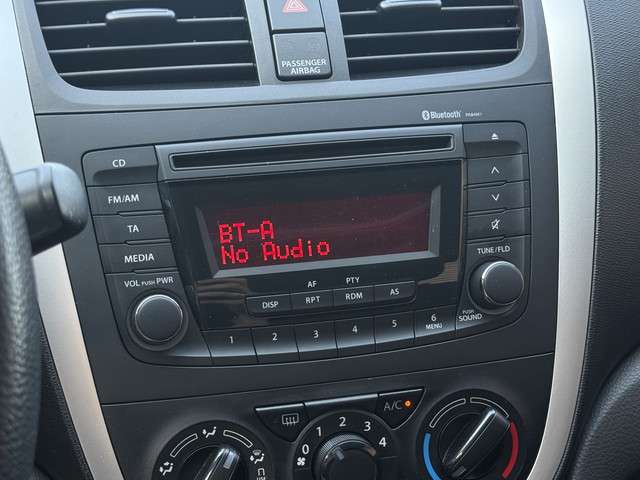 PASSENGER
AIRBAG
Bluetooth
CD
FM/AM
TA
MEDIA
VOL PUSH PWR
BT-A
No Audio
TUNE/FLD
AF
PTY
DISP
RPT
RDM
AS
PUSH
SOUND
1
2
3
4
5
6
MENU
A/C
0
1
2
3
4